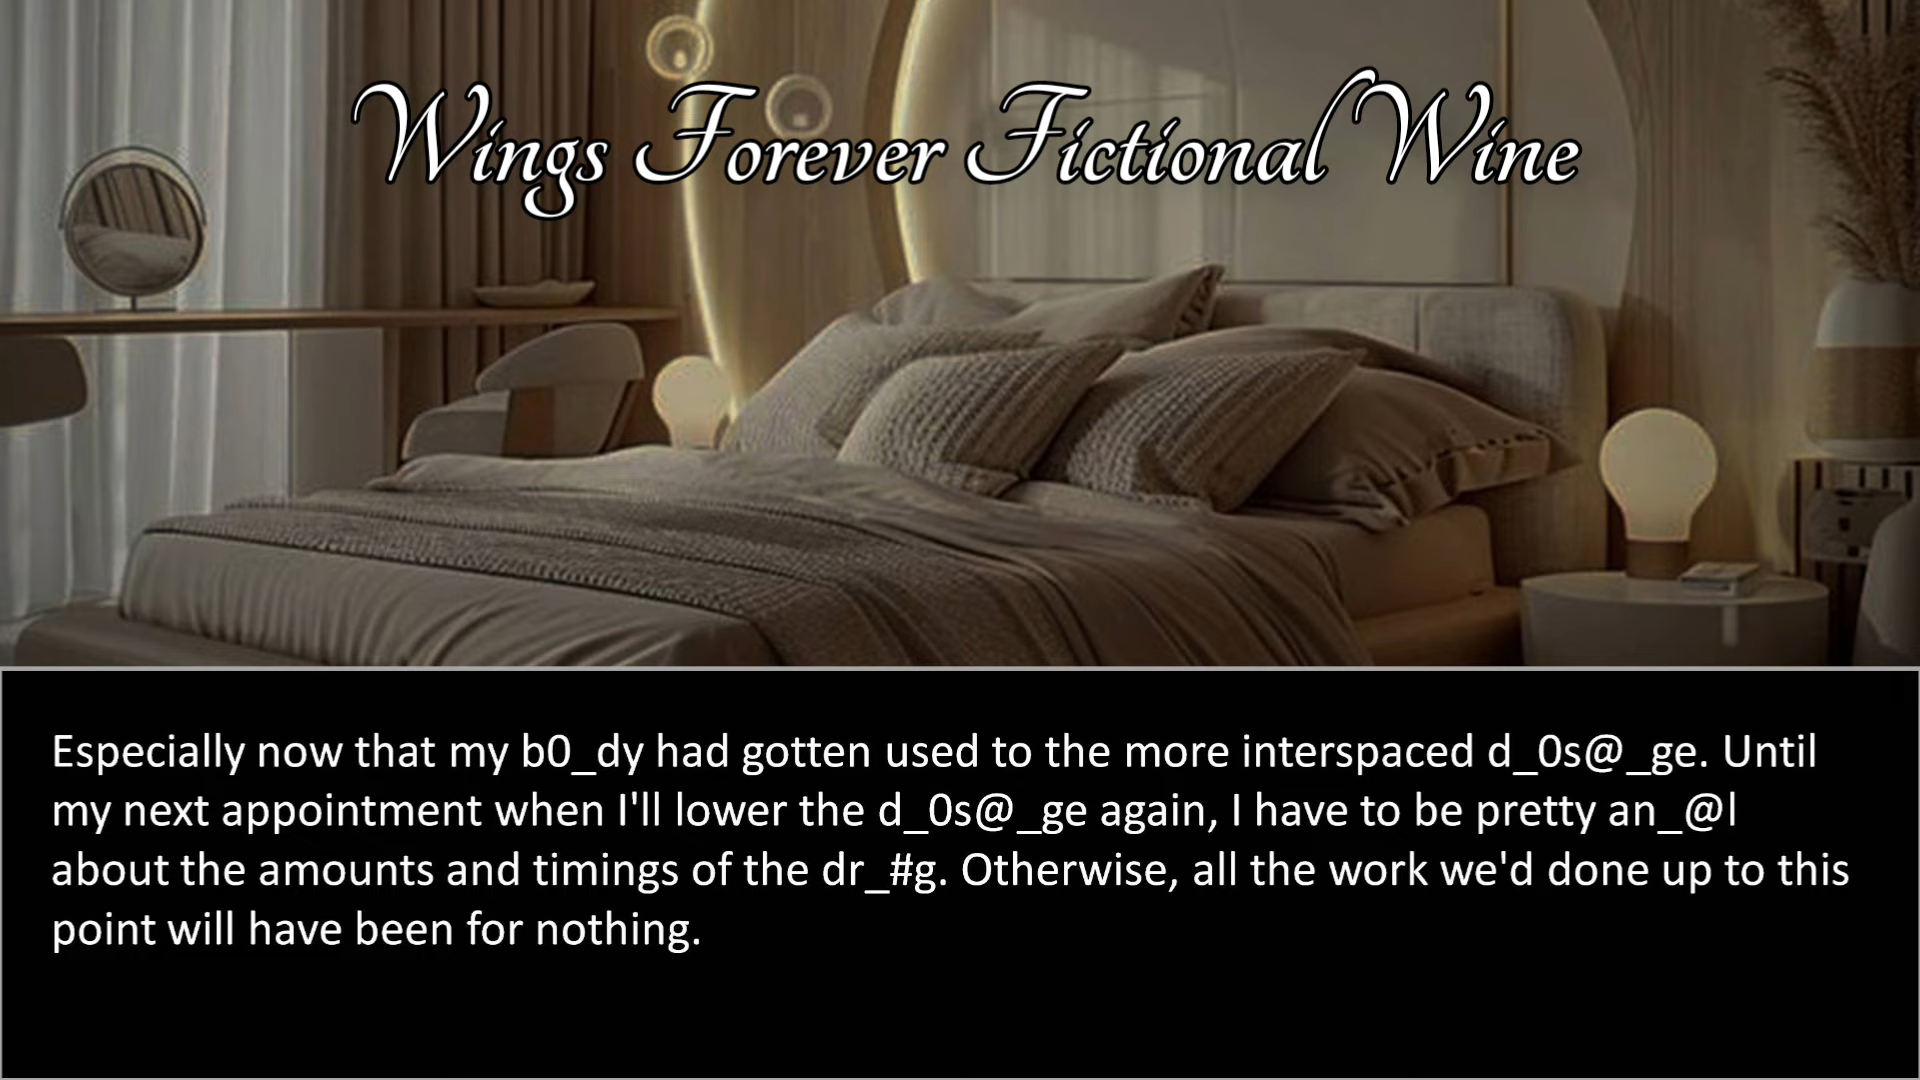 Wings Forever Fictional Wine
Especially now that my b0_dy had gotten used to the more interspaced d_0s@_ge. Until
my next appointment when I'll lower the d_0s@_ge again, I have to be pretty an_@l
about the amounts and timings of the dr_#g. Otherwise, all the work we'd done up to this
point will have been for nothing.